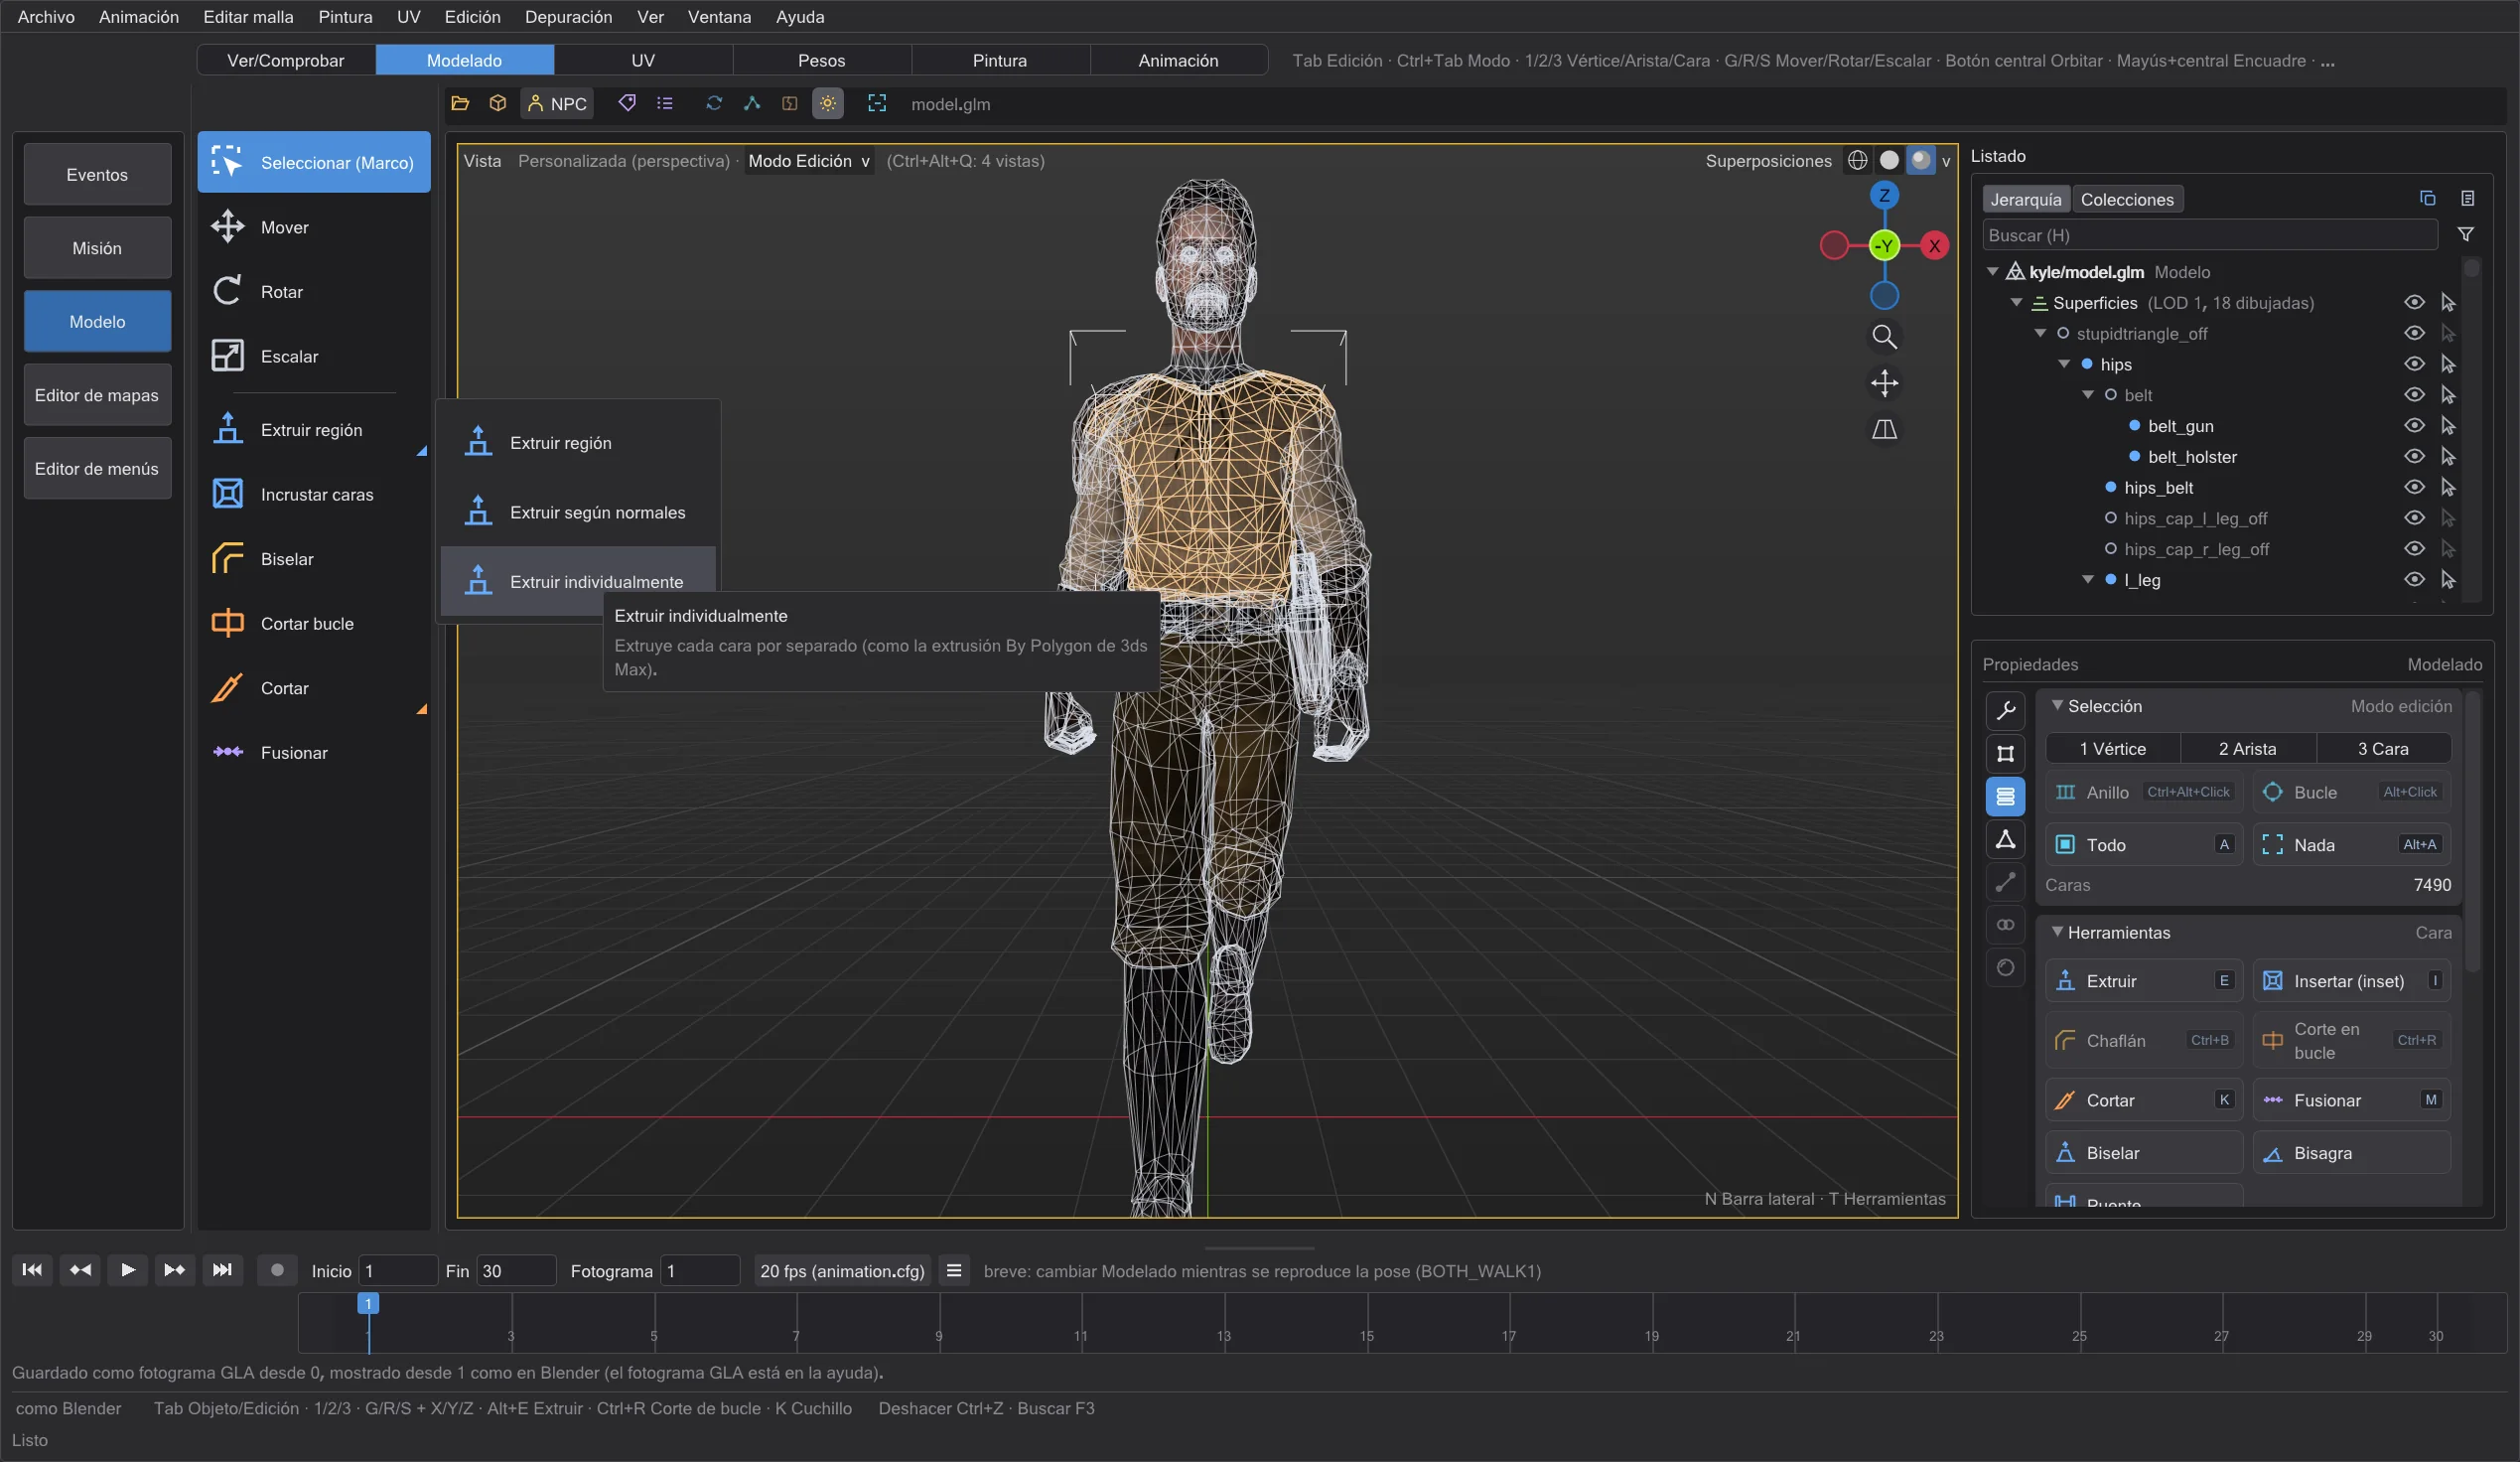 Archivo Animación Editar malla Pintura UV Edición Depuración Ver Ventana Ayuda
Ver/Comprobar Modelado UV Pesos Pintura Animación Tab Edición · Ctrl+Tab Modo · 1/2/3 Vértice/Arista/Cara · G/R/S Mover/Rotar/Escalar · Botón central Orbitar · Mayús+central Encuadre · ...
NPC model.glm
Eventos
Misión
Modelo
Editor de mapas
Editor de menús
Seleccionar (Marco)
Mover
Rotar
Escalar
Extruir región
Incrustar caras
Biselar
Cortar bucle
Cortar
Fusionar
Vista Personalizada (perspectiva) · Modo Edición v (Ctrl+Alt+Q: 4 vistas)
Superposiciones v
Z
-Y X
Extruir región
Extruir según normales
Extruir individualmente
Extruir individualmente
Extruye cada cara por separado (como la extrusión By Polygon de 3ds
Max).
N Barra lateral · T Herramientas
Listado
Jerarquía Colecciones
Buscar (H)
kyle/model.glm Modelo
Superficies (LOD 1, 18 dibujadas)
stupidtriangle_off
hips
belt
belt_gun
belt_holster
hips_belt
hips_cap_l_leg_off
hips_cap_r_leg_off
l_leg
Propiedades Modelado
Selección Modo edición
1 Vértice 2 Arista 3 Cara
Anillo Ctrl+Alt+Click Bucle Alt+Click
Todo A Nada Alt+A
Caras 7490
Herramientas Cara
Extruir E Insertar (inset) I
Chaflán Ctrl+B Corte en bucle Ctrl+R
Cortar K Fusionar M
Biselar Bisagra
Puente
Inicio 1 Fin 30 Fotograma 1 20 fps (animation.cfg) breve: cambiar Modelado mientras se reproduce la pose (BOTH_WALK1)
1
1 3 5 7 9 11 13 15 17 19 21 23 25 27 29 30
Guardado como fotograma GLA desde 0, mostrado desde 1 como en Blender (el fotograma GLA está en la ayuda).
como Blender Tab Objeto/Edición · 1/2/3 · G/R/S + X/Y/Z · Alt+E Extruir · Ctrl+R Corte de bucle · K Cuchillo Deshacer Ctrl+Z · Buscar F3
Listo